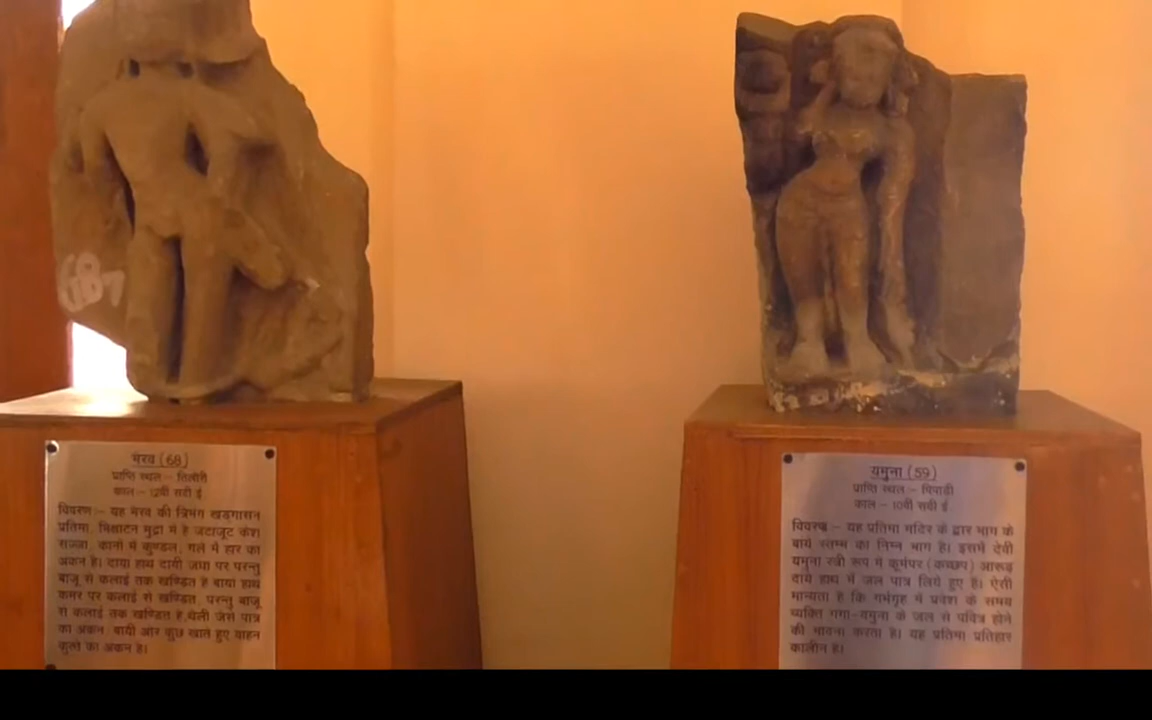 भैरव (68)
प्राप्ति स्थल :- तिलोरी
काल :- 12वीं सदी ई.
विवरण :- यह भैरव की त्रिभंग खड़गासन
प्रतिमा, भिक्षाटन मुद्रा में है जटाजूट केश
सज्जा, कानों में कुण्डल, गले में हार का
अंकन है। दायां हाथ दायीं जंघा पर परन्तु
बाजू से कलाई तक खण्डित है बायां हाथ
कमर पर कलाई से खण्डित, परन्तु बाजू
से कलाई तक खण्डित है, थैली जैसे पात्र
का अंकन, बायीं ओर कुछ खाते हुए वाहन
कुत्ते का अंकन है।
यमुना (59)
प्राप्ति स्थल :-
काल :- 10वीं सदी ई.
विवरण :- यह प्रतिमा मंदिर के द्वार भाग के
बायें स्तम्भ का निम्न भाग है। इसमें देवी
यमुना स्त्री रूप में कूर्मपर (कच्छप) आरूढ़
दायें हाथ में जल पात्र लिये हुए है। ऐसी
मान्यता है कि गर्भगृह में प्रवेश के समय
व्यक्ति गंगा-यमुना के जल से पवित्र होने
की भावना करता है। यह प्रतिमा प्रतिहार
कालीन है।